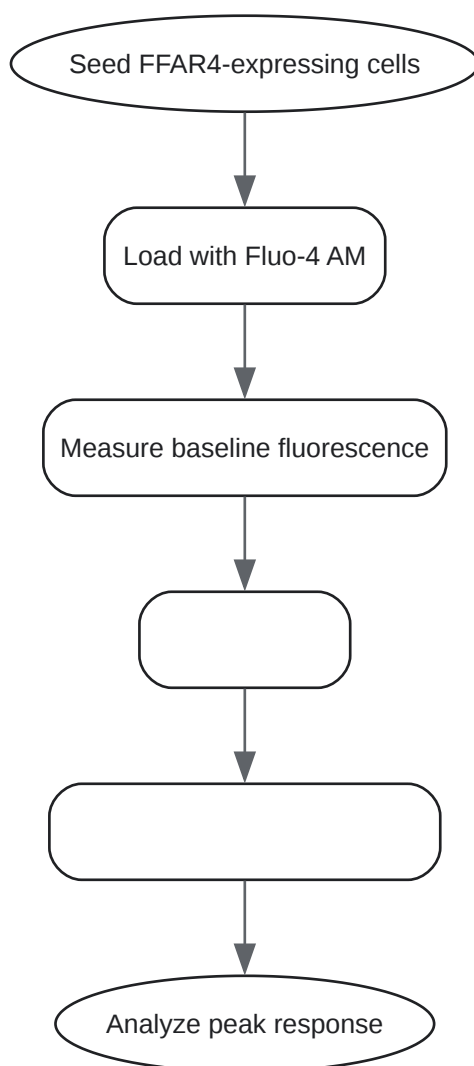 Seed FFAR4-expressing cells
Load with Fluo-4 AM
Measure baseline fluorescence
Analyze peak response